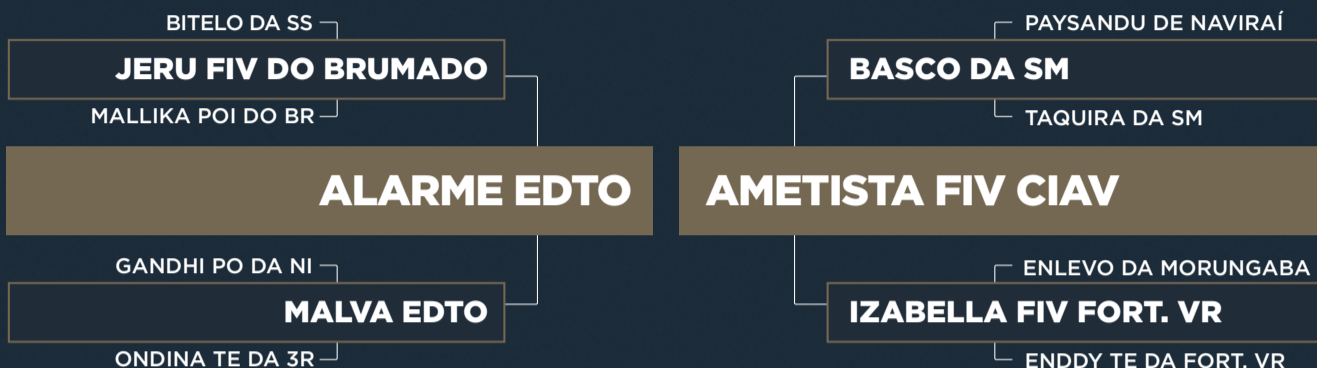 BITELO DA SS
JERU FIV DO BRUMADO
MALLIKA POI DO BR
ALARME EDTO
GANDHI PO DA NI
MALVA EDTO
ONDINA TE DA 3R
PAYSANDU DE NAVIRAÍ
BASCO DA SM
TAQUIRA DA SM
AMETISTA FIV CIAV
ENLEVO DA MORUNGABA
IZABELLA FIV FORT. VR
ENDDY TE DA FORT. VR